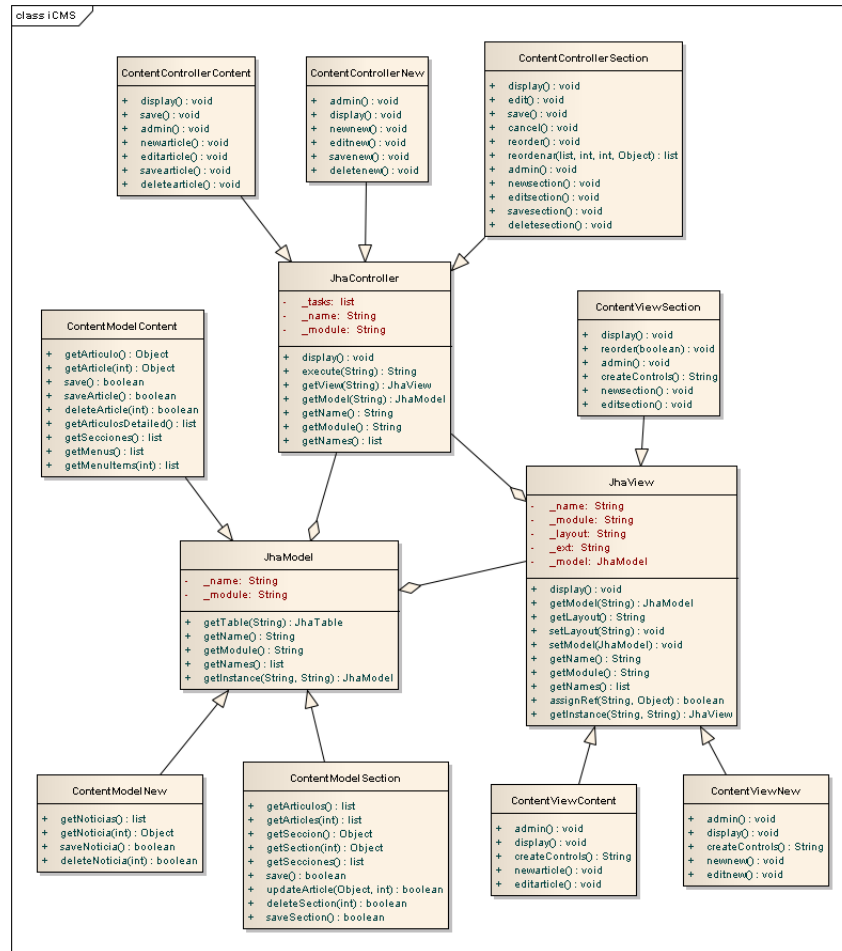 class iCMS
ContentControllerContent
+ display() : void
+ save() : void
+ admin() : void
+ newarticle() : void
+ editarticle() : void
+ savearticle() : void
+ deletearticle() : void
ContentControllerNew
+ admin() : void
+ display() : void
+ newnew() : void
+ editnew() : void
+ savenew() : void
+ deletenew() : void
ContentControllerSection
+ display() : void
+ edit() : void
+ save() : void
+ cancel() : void
+ reorder() : void
+ reordenar(list, int, int, Object) : list
+ admin() : void
+ newsection() : void
+ editsection() : void
+ savesection() : void
+ deletesection() : void
JhaController
- _tasks: list
- _name: String
- _module: String
+ display() : void
+ execute(String) : String
+ getView(String) : JhaView
+ getModel(String) : JhaModel
+ getName() : String
+ getModule() : String
+ getNames() : list
ContentModelContent
+ getArticulo() : Object
+ getArticle(int) : Object
+ save() : boolean
+ saveArticle() : boolean
+ deleteArticle(int) : boolean
+ getArticulosDetailed() : list
+ getSecciones() : list
+ getMenus() : list
+ getMenuItems(int) : list
ContentViewSection
+ display() : void
+ reorder(boolean) : void
+ admin() : void
+ createControls() : String
+ newsection() : void
+ editsection() : void
JhaView
- _name: String
- _module: String
- _layout: String
- _ext: String
- _model: JhaModel
+ display() : void
+ getModel(String) : JhaModel
+ getLayout() : String
+ setLayout(String) : void
+ setModel(JhaModel) : void
+ getName() : String
+ getModule() : String
+ getNames() : list
+ assignRef(String, Object) : boolean
+ getInstance(String, String) : JhaView
JhaModel
- _name: String
- _module: String
+ getTable(String) : JhaTable
+ getName() : String
+ getModule() : String
+ getNames() : list
+ getInstance(String, String) : JhaModel
ContentModelNew
+ getNoticias() : list
+ getNoticia(int) : Object
+ saveNoticia() : boolean
+ deleteNoticia(int) : boolean
ContentModelSection
+ getArticulos() : list
+ getArticles(int) : list
+ getSeccion() : Object
+ getSection(int) : Object
+ getSecciones() : list
+ save() : boolean
+ updateArticle(Object, int) : boolean
+ deleteSection(int) : boolean
+ saveSection() : boolean
ContentViewContent
+ admin() : void
+ display() : void
+ createControls() : String
+ newarticle() : void
+ editarticle() : void
ContentViewNew
+ admin() : void
+ display() : void
+ createControls() : String
+ newnew() : void
+ editnew() : void